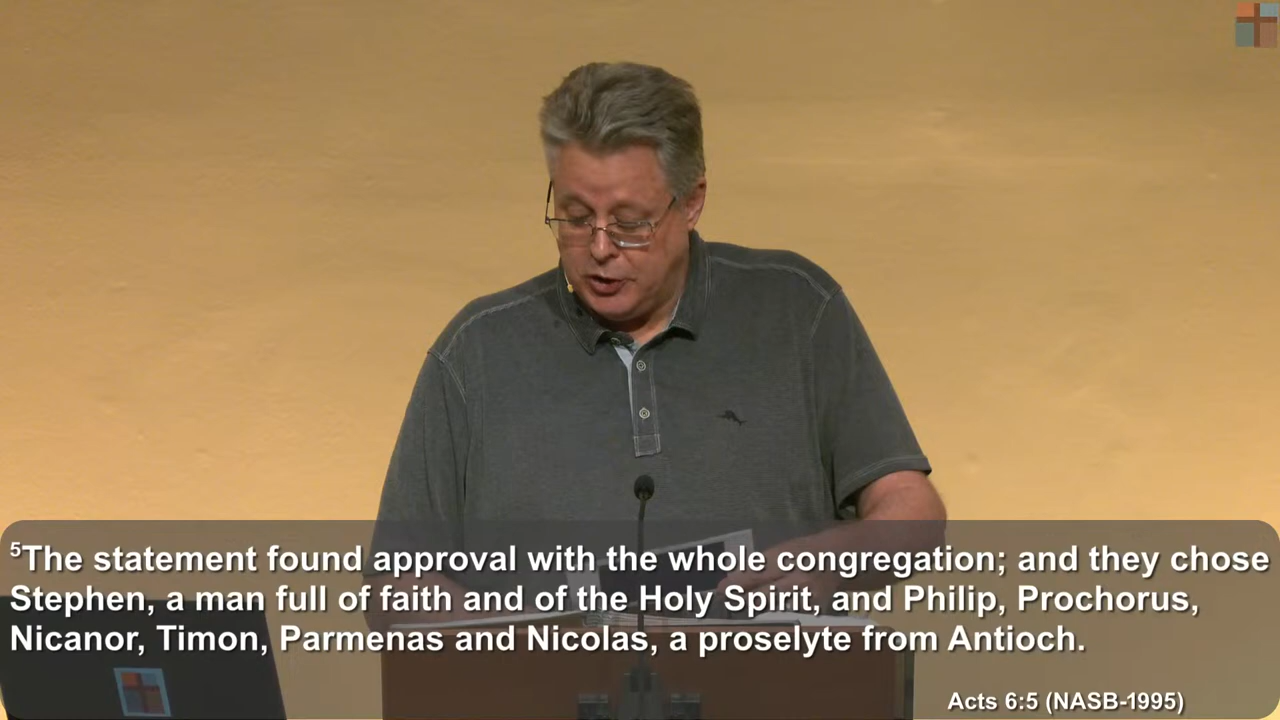 5The statement found approval with the whole congregation; and they chose
Stephen, a man full of faith and of the Holy Spirit, and Philip, Prochorus,
Nicanor, Timon, Parmenas and Nicolas, a proselyte from Antioch.
Acts 6:5 (NASB-1995)